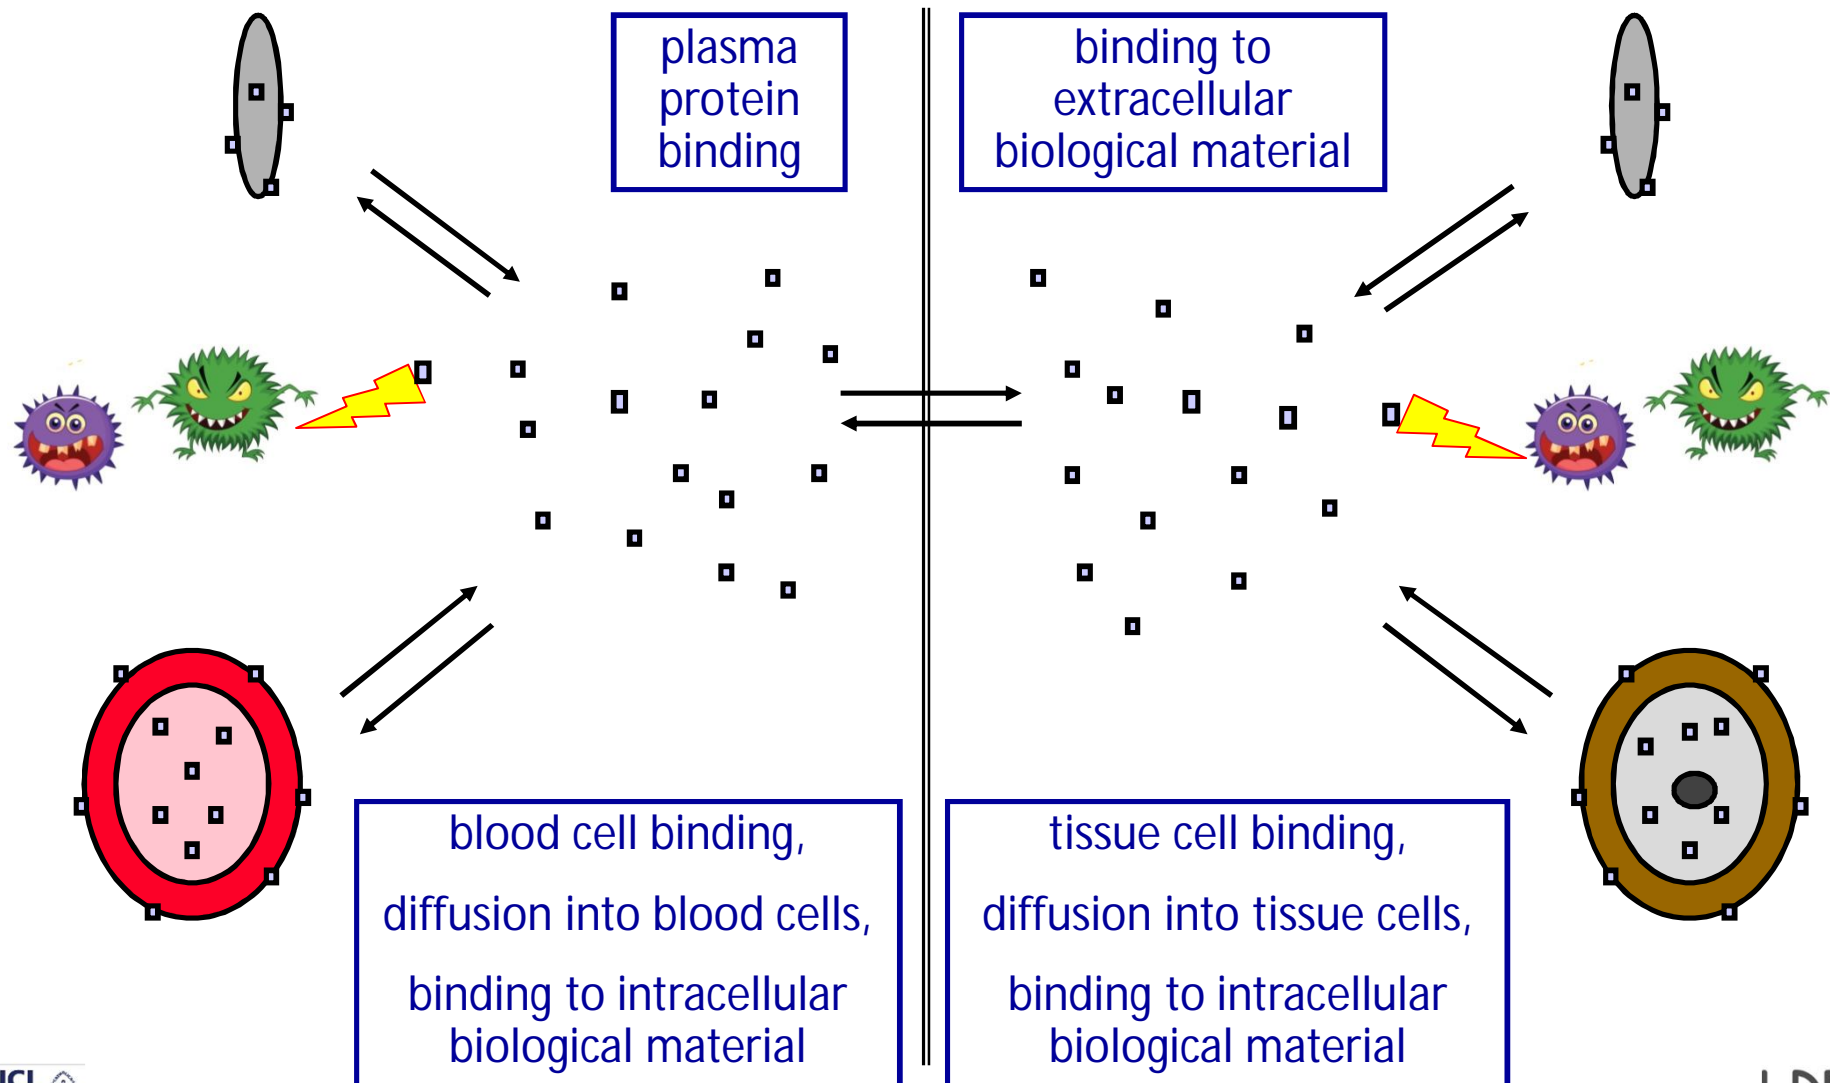 plasma
protein
binding
binding to
extracellular
biological material
blood cell binding,
diffusion into blood cells,
binding to intracellular
biological material
tissue cell binding,
diffusion into tissue cells,
binding to intracellular
biological material